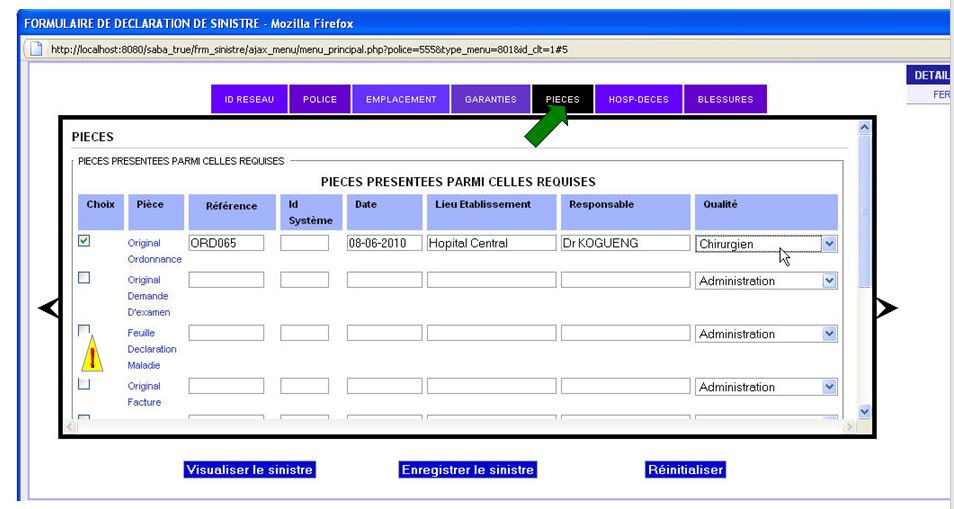 FORMULAIRE DE DECLARATION DE SINISTRE - Mozilla Firefox
http://localhost:8080/saba_true/frm_sinistre/ajax_menu/menu_principal.php?police=555&type_menu=801&id_clt=1#5
DETAIL
FER
ID RESEAU POLICE EMPLACEMENT GARANTIES PIECES HOSP-DECES BLESSURES
PIECES
PIECES PRESENTEES PARMI CELLES REQUISES
PIECES PRESENTEES PARMI CELLES REQUISES
Choix Pièce Référence Id Système Date Lieu Etablissement Responsable Qualité
Original Ordonnance ORD065 08-06-2010 Hopital Central Dr KOGUENG Chirurgien
Original Demande D'examen Administration
Feuille Declaration Maladie Administration
!
Original Facture Administration
Visualiser le sinistre Enregistrer le sinistre Réinitialiser